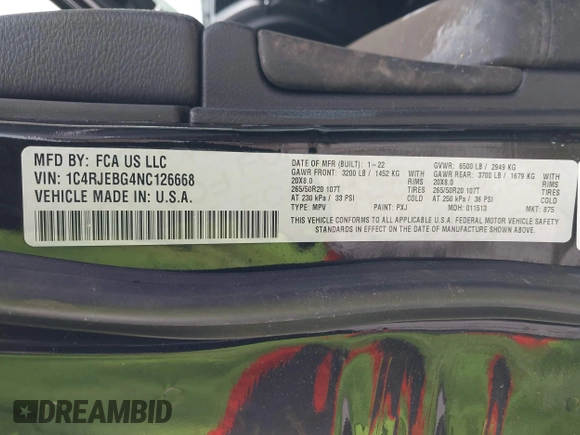 MFD BY: FCA US LLC
VIN: 1C4RJEBG4NC126668
VEHICLE MADE IN: U.S.A.
DATE OF MFR (BUILT): 1-22 GVWR: 6500 LB / 2949 KG
GAWR FRONT: 3200 LB / 1452 KG WITH GAWR REAR: 3700 LB / 1679 KG WITH
20X8.0 RIMS 20X8.0 RIMS
265/50R20 107T TIRES 265/50R20 107T TIRES
AT 230 kPa / 33 PSI COLD AT 250 kPa / 36 PSI COLD
THIS VEHICLE CONFORMS TO ALL APPLICABLE U.S.A. FEDERAL MOTOR VEHICLE SAFETY
STANDARDS IN EFFECT ON THE DATE OF MANUFACTURE SHOWN ABOVE.
TYPE: MPV PAINT: PXJ MDH: 011513 MKT: 875
DREAMBID